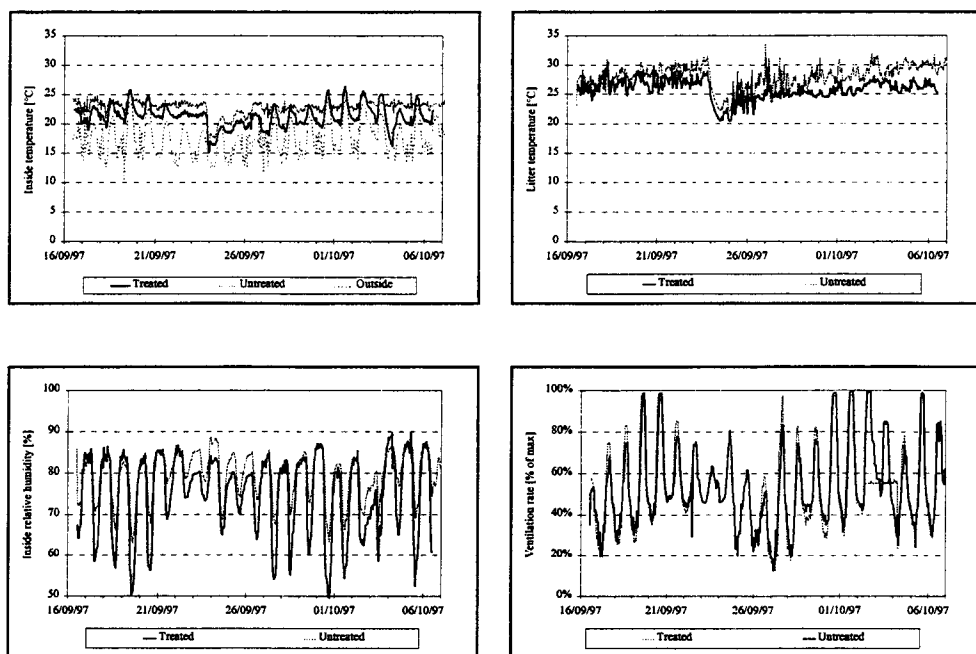 35
30
25
20
15
10
5
0
Inside temperature [°C]
16/09/97 21/09/97 26/09/97 01/10/97 06/10/97
Treated Untreated Outside
35
30
25
20
15
10
5
0
Litter temperature [°C]
16/09/97 21/09/97 26/09/97 01/10/97 06/10/97
Treated Untreated
100
90
80
70
60
50
Inside relative humidity [%]
16/09/97 21/09/97 26/09/97 01/10/97 06/10/97
Treated Untreated
100%
80%
60%
40%
20%
0%
Ventilation rate [% of max]
16/09/97 21/09/97 26/09/97 01/10/97 06/10/97
Treated Untreated